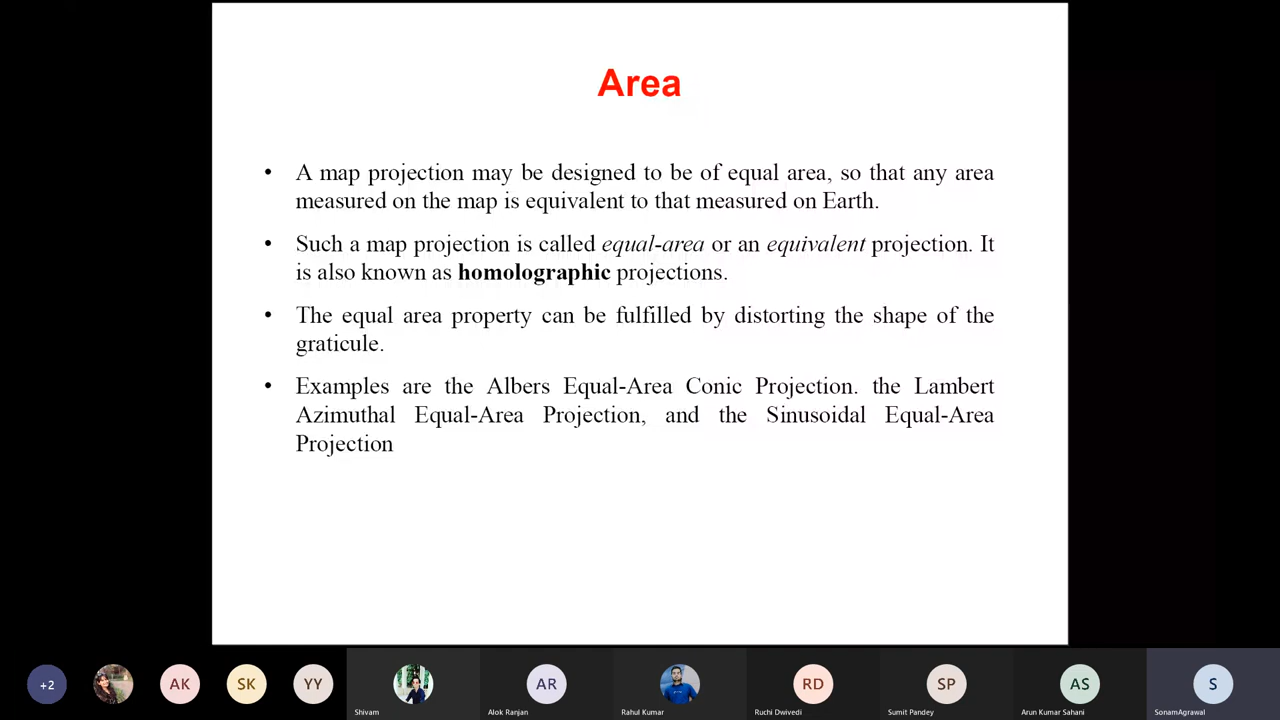 Area
• A map projection may be designed to be of equal area, so that any area
measured on the map is equivalent to that measured on Earth.
• Such a map projection is called equal-area or an equivalent projection. It
is also known as homolographic projections.
• The equal area property can be fulfilled by distorting the shape of the
graticule.
• Examples are the Albers Equal-Area Conic Projection. the Lambert
Azimuthal Equal-Area Projection, and the Sinusoidal Equal-Area
Projection
+2 AK SK YY AR RD SP AS S
Shivam Alok Ranjan Rahul Kumar Ruchi Dwivedi Sumit Pandey Arun Kumar Sahani SonamAgrawal